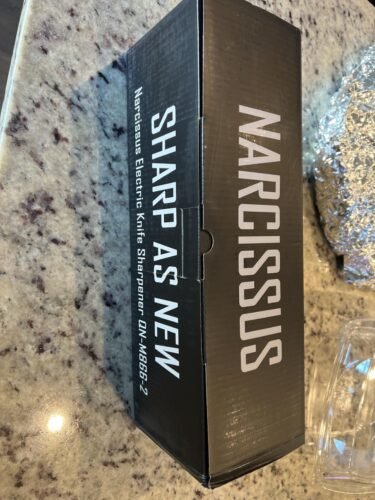 NARCISSUS
SHARP AS NEW
Narcissus Electric Knife Sharpener QN-M866-2